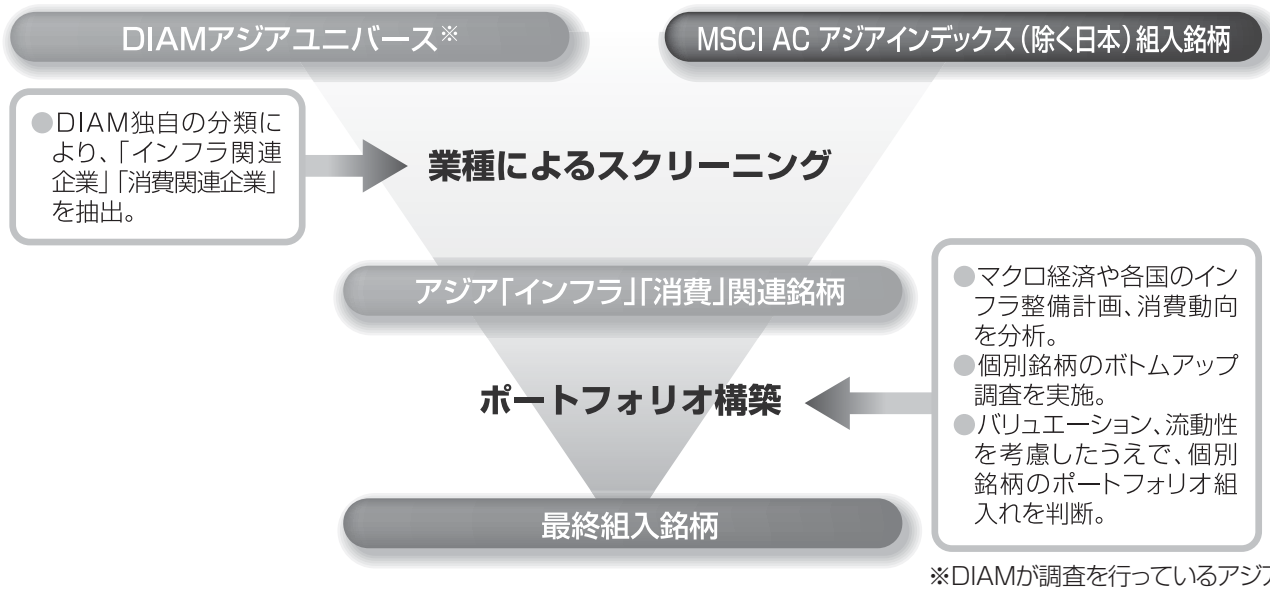 DIAMアジアユニバース※
MSCI AC アジアインデックス(除く日本)組入銘柄
●DIAM独自の分類に
より、「インフラ関連
企業」「消費関連企業」
を抽出。
業種によるスクリーニング
アジア「インフラ」「消費」関連銘柄
●マクロ経済や各国のイン
フラ整備計画、消費動向
を分析。
●個別銘柄のボトムアップ
調査を実施。
●バリュエーション、流動性
を考慮したうえで、個別
銘柄のポートフォリオ組
入れを判断。
ポートフォリオ構築
最終組入銘柄
※DIAMが調査を行っているアジア